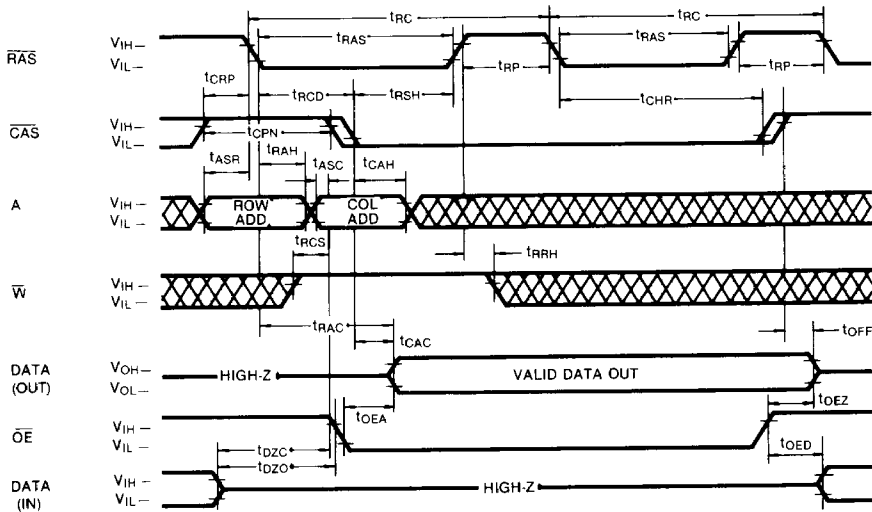 tRC tRC
RAS VIH— tRAS tRAS
VIL— tCRP tRP tRP
tRCD tRSH tCHR
CAS VIH— tCPN
VIL— tRAH tASC tCAH
tASR
A VIH— ROW ADD COL ADD
VIL—
tRCS tRRH
W VIH—
VIL—
tRAC tCAC tOFF
DATA (OUT) VOH— HIGH-Z VALID DATA OUT
VOL—
tOEA tOEZ
OE VIH—
VIL— tDZC tOED
tDZO
DATA (IN) VIH— HIGH-Z
VIL—